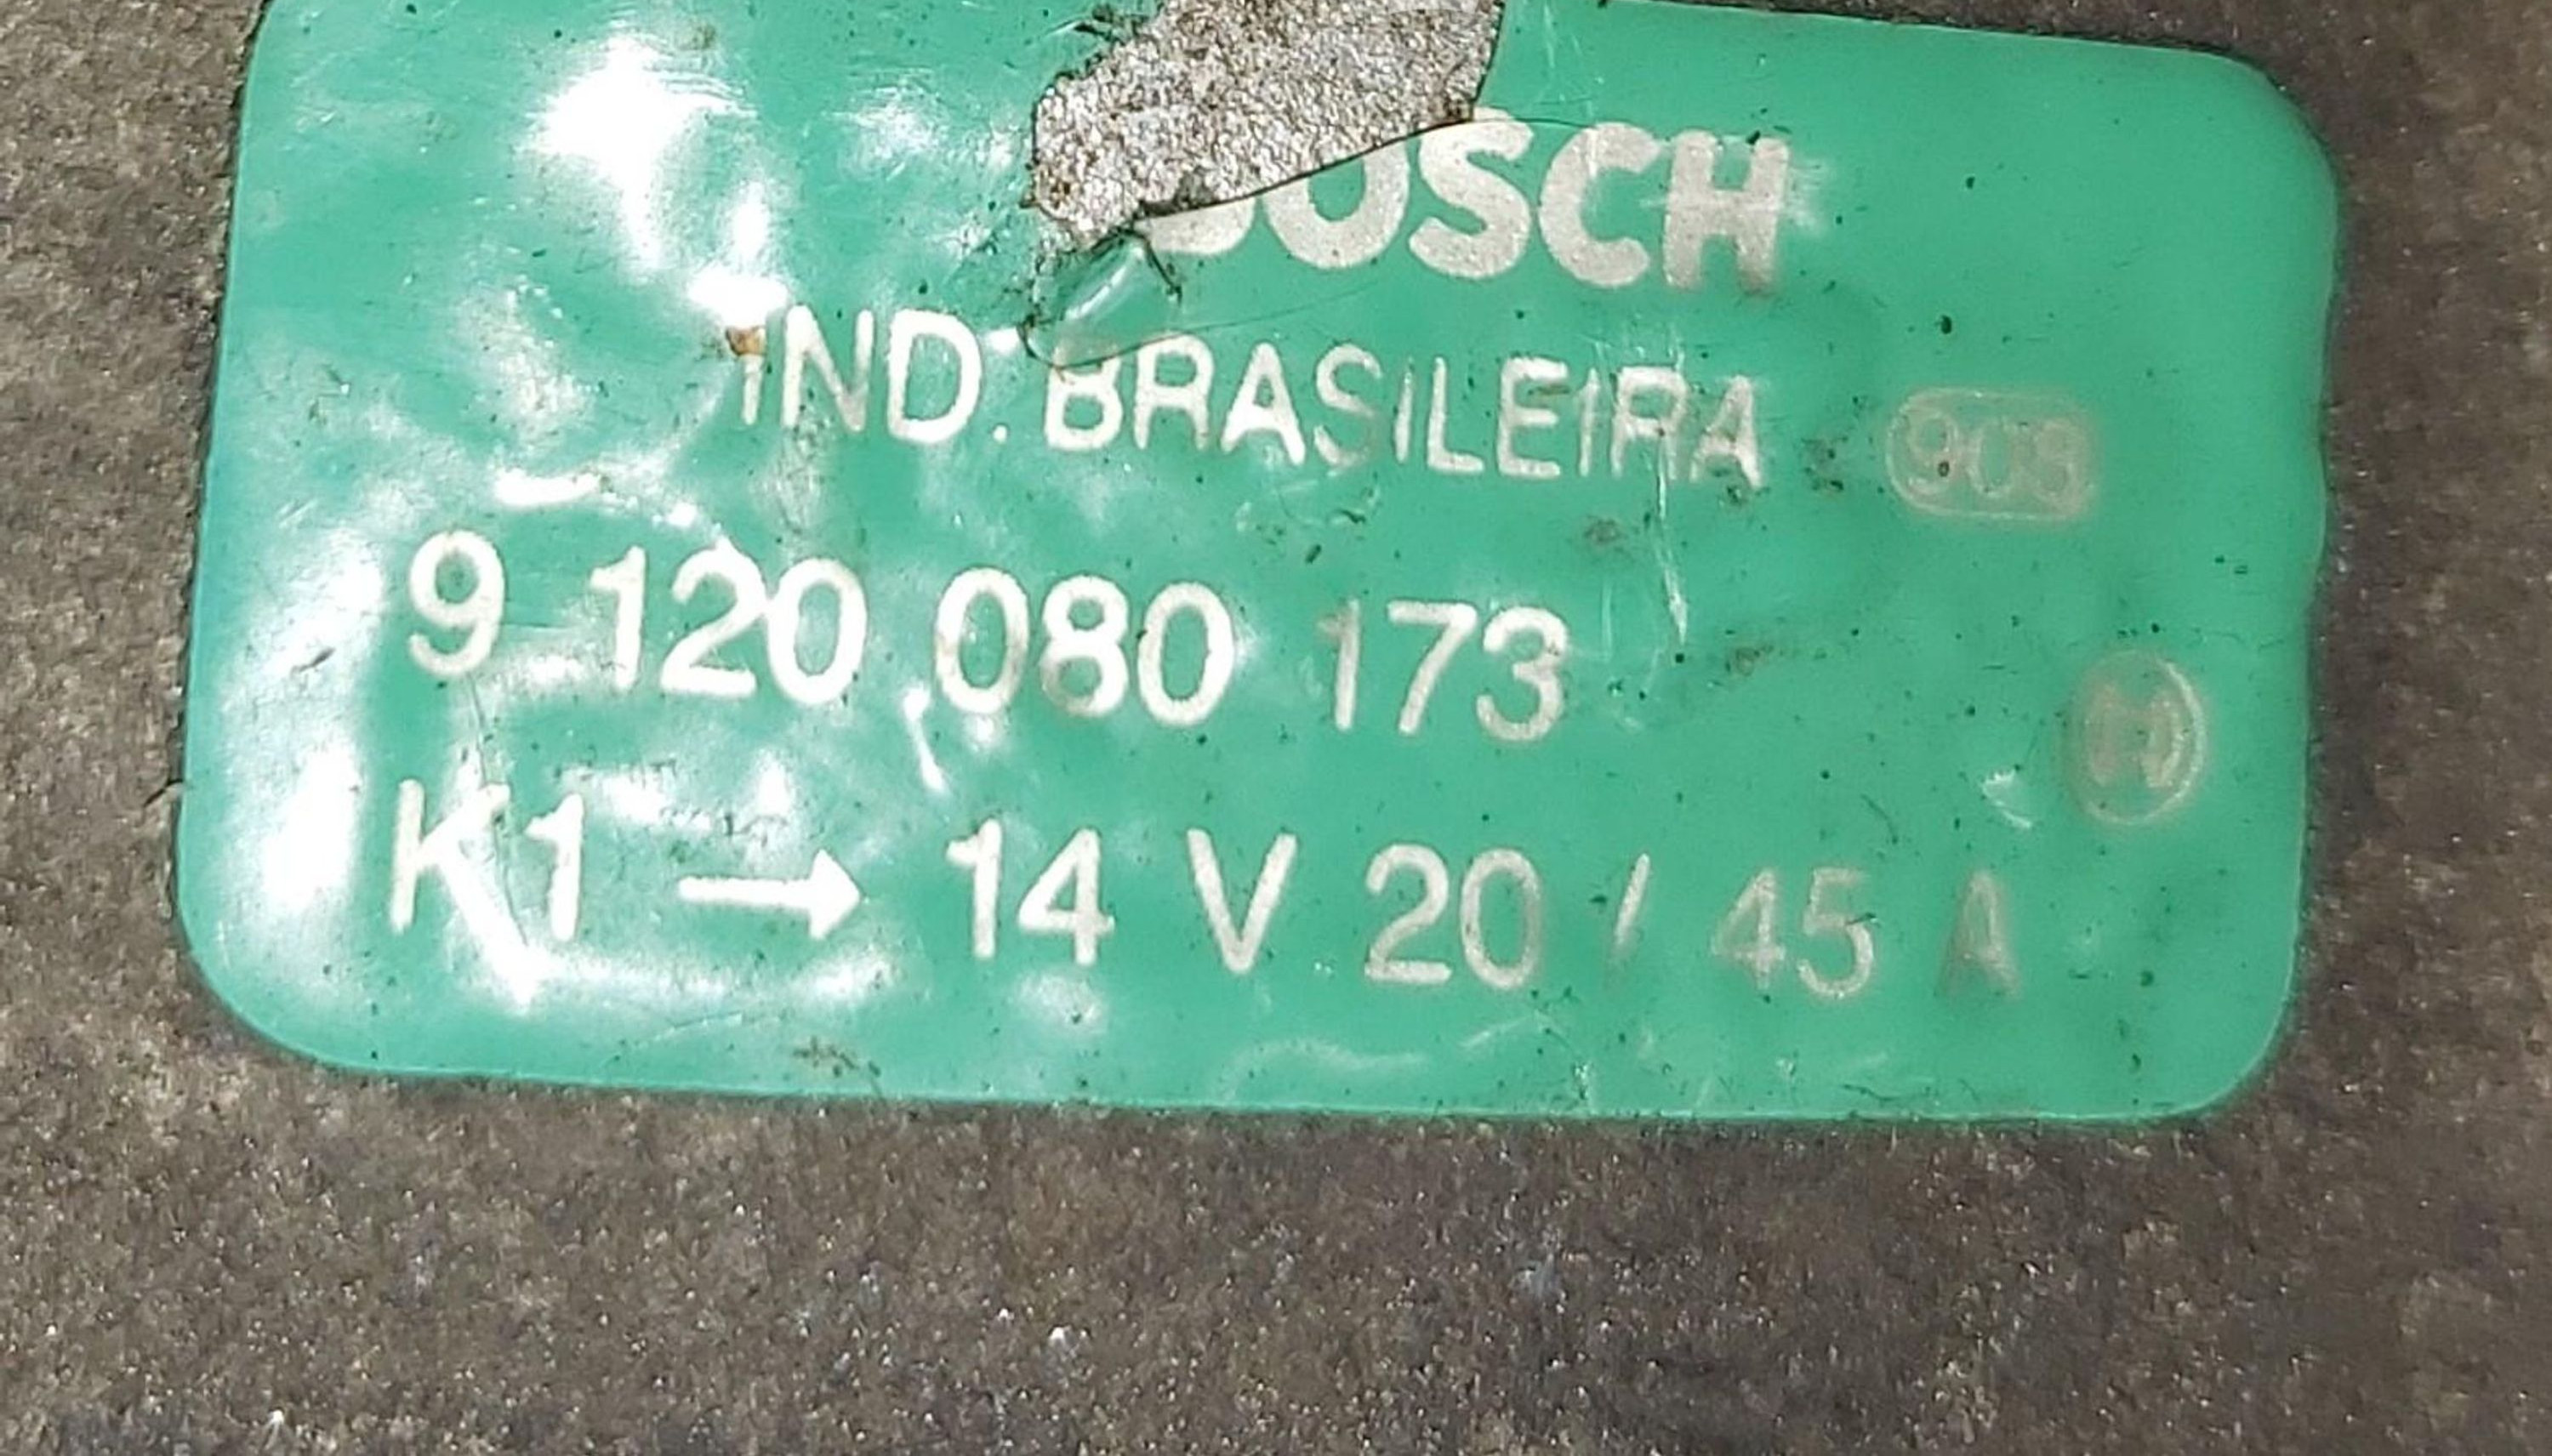 BOSCH
IND. BRASILEIRA
9 120 080 173
K1 → 14 V 20 / 45 A